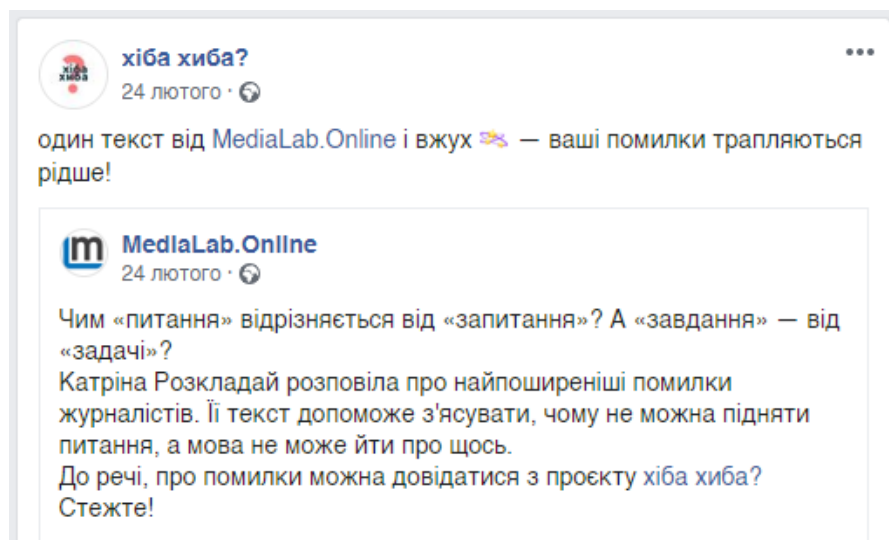 хіба хиба?
хіба
хиба
24 лютого ·
один текст від MediaLab.Online і вжух — ваші помилки трапляються
рідше!
m
MediaLab.Online
24 лютого ·
Чим «питання» відрізняється від «запитання»? А «завдання» — від
«задачі»?
Катріна Розкладай розповіла про найпоширеніші помилки
журналістів. Її текст допоможе з'ясувати, чому не можна підняти
питання, а мова не може йти про щось.
До речі, про помилки можна довідатися з проєкту хіба хиба?
Стежте!